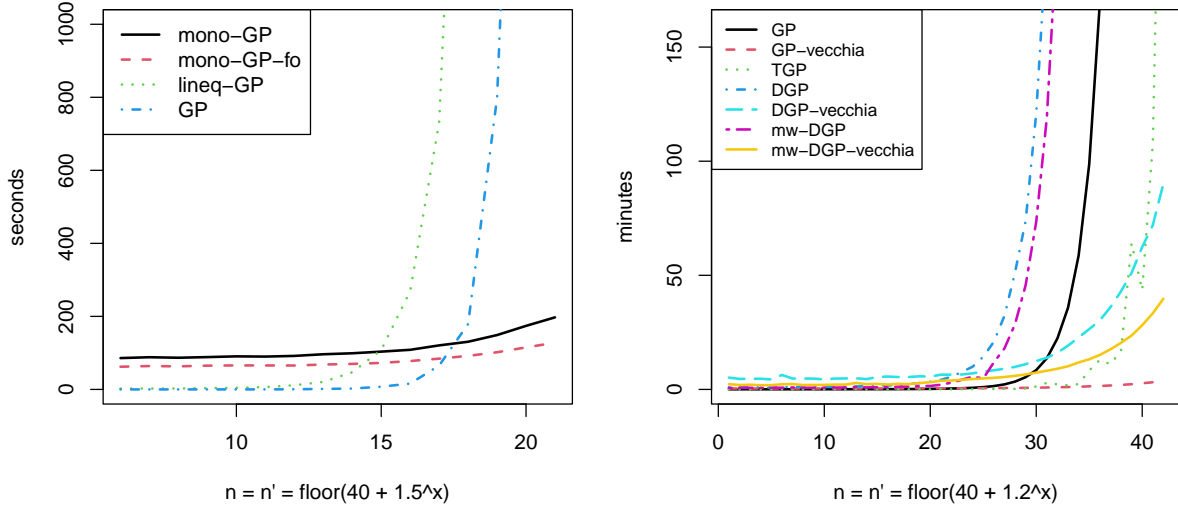 mono−GP
mono−GP−fo
lineq−GP
GP
0
200
400
600
800
1000
seconds
10
15
20
n = n' = floor(40 + 1.5^x)
GP
GP−vecchia
TGP
DGP
DGP−vecchia
mw−DGP
mw−DGP−vecchia
0
50
100
150
minutes
0
10
20
30
40
n = n' = floor(40 + 1.2^x)